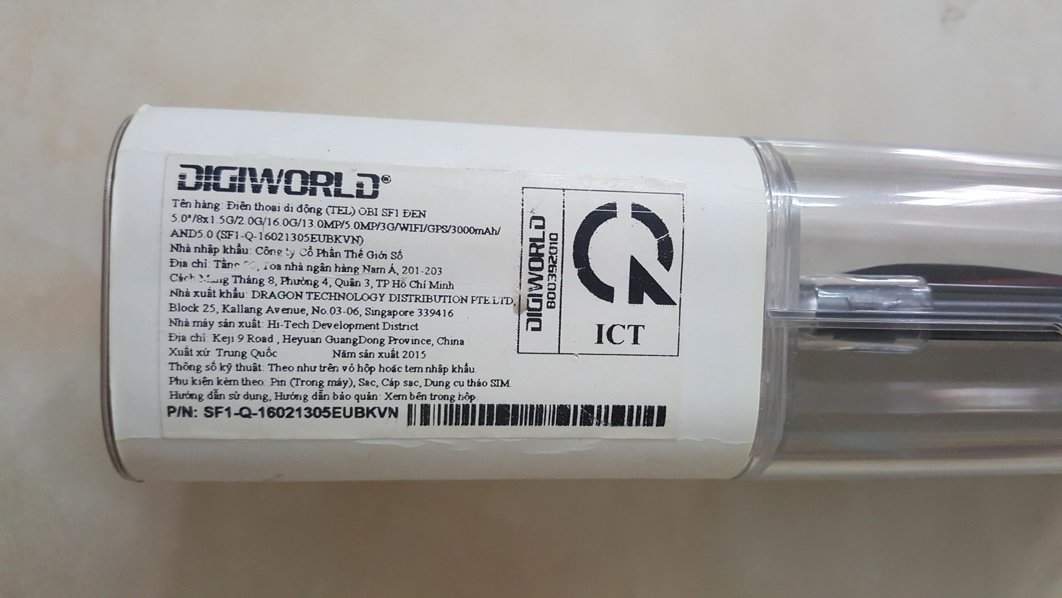 DIGIWORLD®
Tên hàng: Điện thoại di động (TEL) OBI SF1 ĐEN
5.0"/8x1.5G/2.0G/16.0G/13.0MP/5.0MP/3G/WIFI/GPS/3000mAh/
AND5.0 (SF1-Q-16021305EUBKVN)
Nhà nhập khẩu: Công ty Cổ Phần Thế Giới Số
Địa chỉ: Tầng Toa nhà ngân hàng Nam Á, 201-203
Cách Mạng Tháng 8, Phường 4, Quận 3, TP Hồ Chí Minh
Nhà xuất khẩu: DRAGON TECHNOLOGY DISTRIBUTION PTE LTD,
Block 25, Kallang Avenue, No.03-06, Singapore 339416
Nhà máy sản xuất: Hi-Tech Development District
Địa chỉ: Keji 9 Road , Heyuan GuangDong Province, China
Xuất xứ: Trung Quốc Năm sản xuất 2015
Thông số kỹ thuật: Theo như trên vỏ hộp hoặc tem nhập khẩu.
Phụ kiện kèm theo: Pin (Trong máy), Sac, Cáp sac, Dung cu tháo SIM.
Hướng dẫn sử dụng, Hướng dẫn bảo quản: Xem bên trong hộp
P/N: SF1-Q-16021305EUBKVN
DIGIWORLD
B00392010
ICT